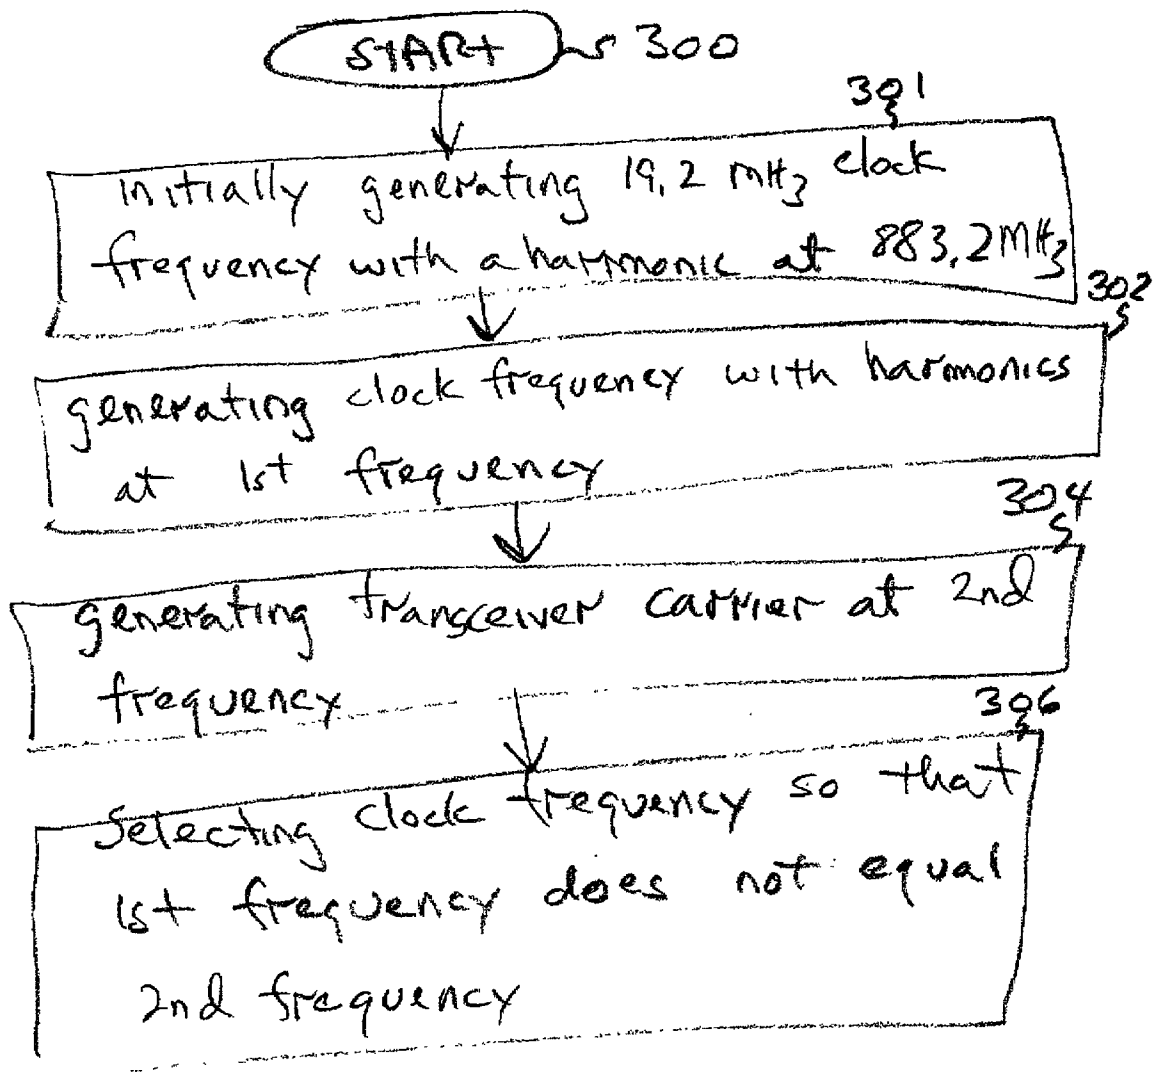 START 300
301
Initially generating 19.2 MHz clock
frequency with a harmonic at 883.2 MHz
302
generating clock frequency with harmonics
at 1st frequency
304
generating transceiver carrier at 2nd
frequency
306
Selecting clock frequency so that
1st frequency does not equal
2nd frequency